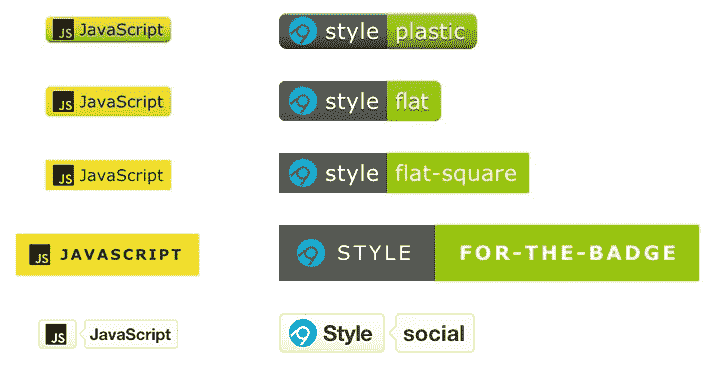 JS JavaScript style plastic
JS JavaScript style flat
JS JavaScript style flat-square
JS JAVASCRIPT STYLE FOR-THE-BADGE
JS JavaScript Style social